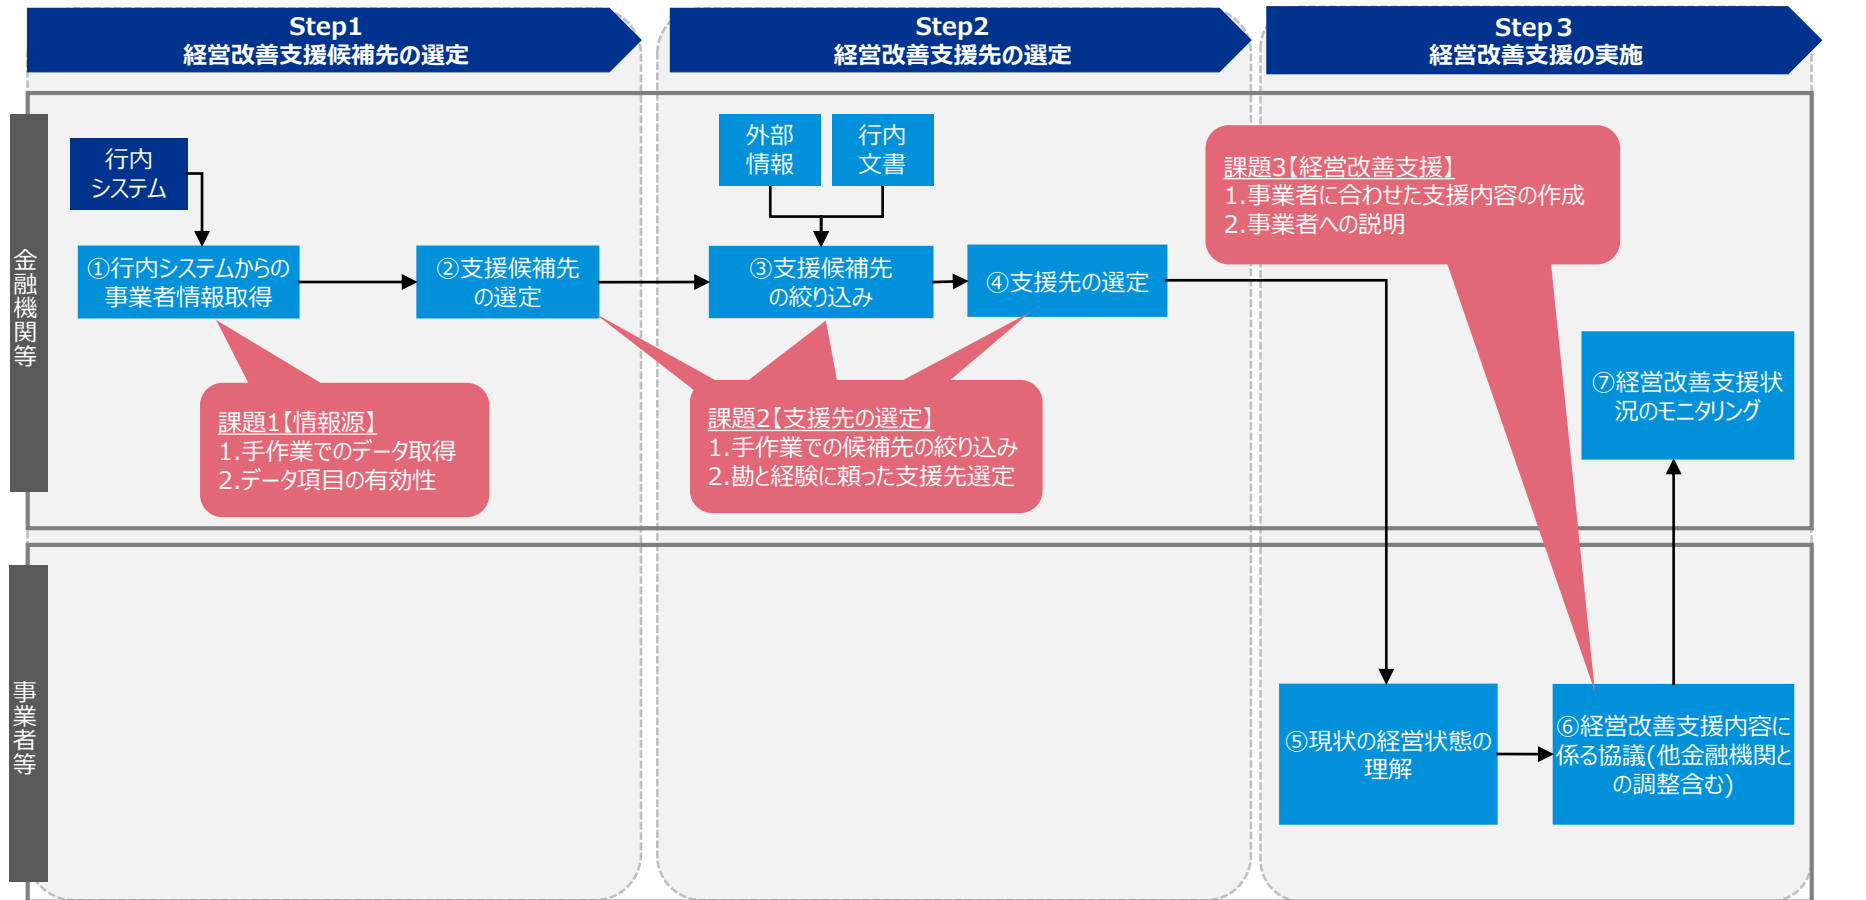 Step1
経営改善支援候補先の選定
Step2
経営改善支援先の選定
Step３
経営改善支援の実施
金融機関等
行内
システム
①行内システムからの
事業者情報取得
②支援候補先
の選定
外部
情報
行内
文書
③支援候補先
の絞り込み
④支援先の選定
課題1【情報源】
1.手作業でのデータ取得
2.データ項目の有効性
課題2【支援先の選定】
1.手作業での候補先の絞り込み
2.勘と経験に頼った支援先選定
課題3【経営改善支援】
1.事業者に合わせた支援内容の作成
2.事業者への説明
⑦経営改善支援状
況のモニタリング
事業者等
⑤現状の経営状態の
理解
⑥経営改善支援内容に
係る協議(他金融機関と
の調整含む)